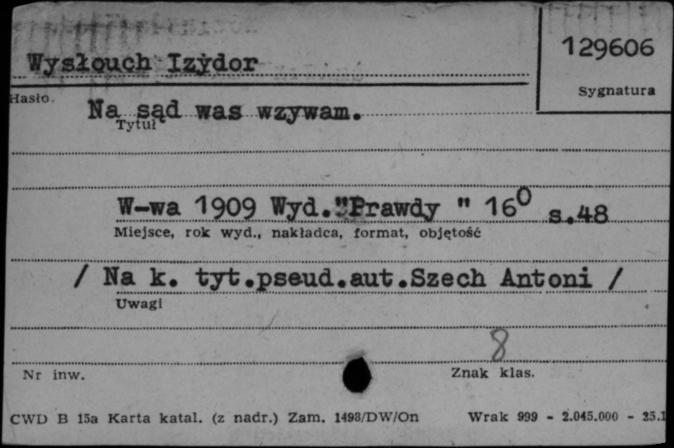 Wysłouch Izydor
129606
Hasło
Sygnatura
Na sąd was wzywam.
Tytuł
W-wa 1909 Wyd."Prawdy " 16⁰ s.48
Miejsce, rok wyd., nakładca, format, objętość
/ Na k. tyt.pseud.aut.Szech Antoni /
Uwagi
8
Nr inw.
Znak klas.
CWD B 15a Karta katal. (z nadr.) Zam. 1498/DW/On Wrak 999 - 2.045.000 - 25.1